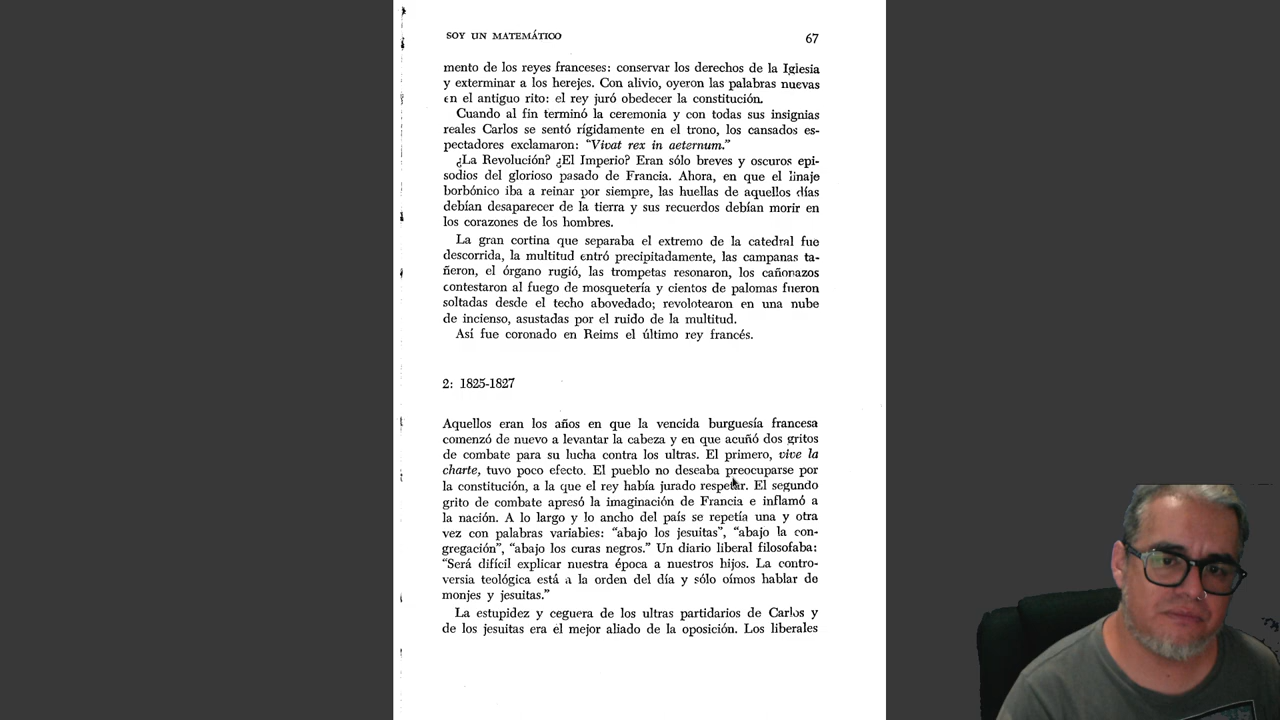 SOY UN MATEMÁTICO 67
mento de los reyes franceses: conservar los derechos de la Iglesia
y exterminar a los herejes. Con alivio, oyeron las palabras nuevas
en el antiguo rito: el rey juró obedecer la constitución.
Cuando al fin terminó la ceremonia y con todas sus insignias
reales Carlos se sentó rígidamente en el trono, los cansados es-
pectadores exclamaron: "Vivat rex in aeternum."
¿La Revolución? ¿El Imperio? Eran sólo breves y oscuros epi-
sodios del glorioso pasado de Francia. Ahora, en que el linaje
borbónico iba a reinar por siempre, las huellas de aquellos días
debían desaparecer de la tierra y sus recuerdos debían morir en
los corazones de los hombres.
La gran cortina que separaba el extremo de la catedral fue
descorrida, la multitud entró precipitadamente, las campanas ta-
ñeron, el órgano rugió, las trompetas resonaron, los cañonazos
contestaron al fuego de mosquetería y cientos de palomas fueron
soltadas desde el techo abovedado; revolotearon en una nube
de incienso, asustadas por el ruido de la multitud.
Así fue coronado en Reims el último rey francés.
2: 1825-1827
Aquellos eran los años en que la vencida burguesía francesa
comenzó de nuevo a levantar la cabeza y en que acuñó dos gritos
de combate para su lucha contra los ultras. El primero, vive la
charte, tuvo poco efecto. El pueblo no deseaba preocuparse por
la constitución, a la que el rey había jurado respetar. El segundo
grito de combate apresó la imaginación de Francia e inflamó a
la nación. A lo largo y lo ancho del país se repetía una y otra
vez con palabras variables: "abajo los jesuitas", "abajo la con-
gregación", "abajo los curas negros." Un diario liberal filosofaba:
"Será difícil explicar nuestra época a nuestros hijos. La contro-
versia teológica está a la orden del día y sólo oímos hablar de
monjes y jesuitas."
La estupidez y ceguera de los ultras partidarios de Carlos y
de los jesuitas era el mejor aliado de la oposición. Los liberales